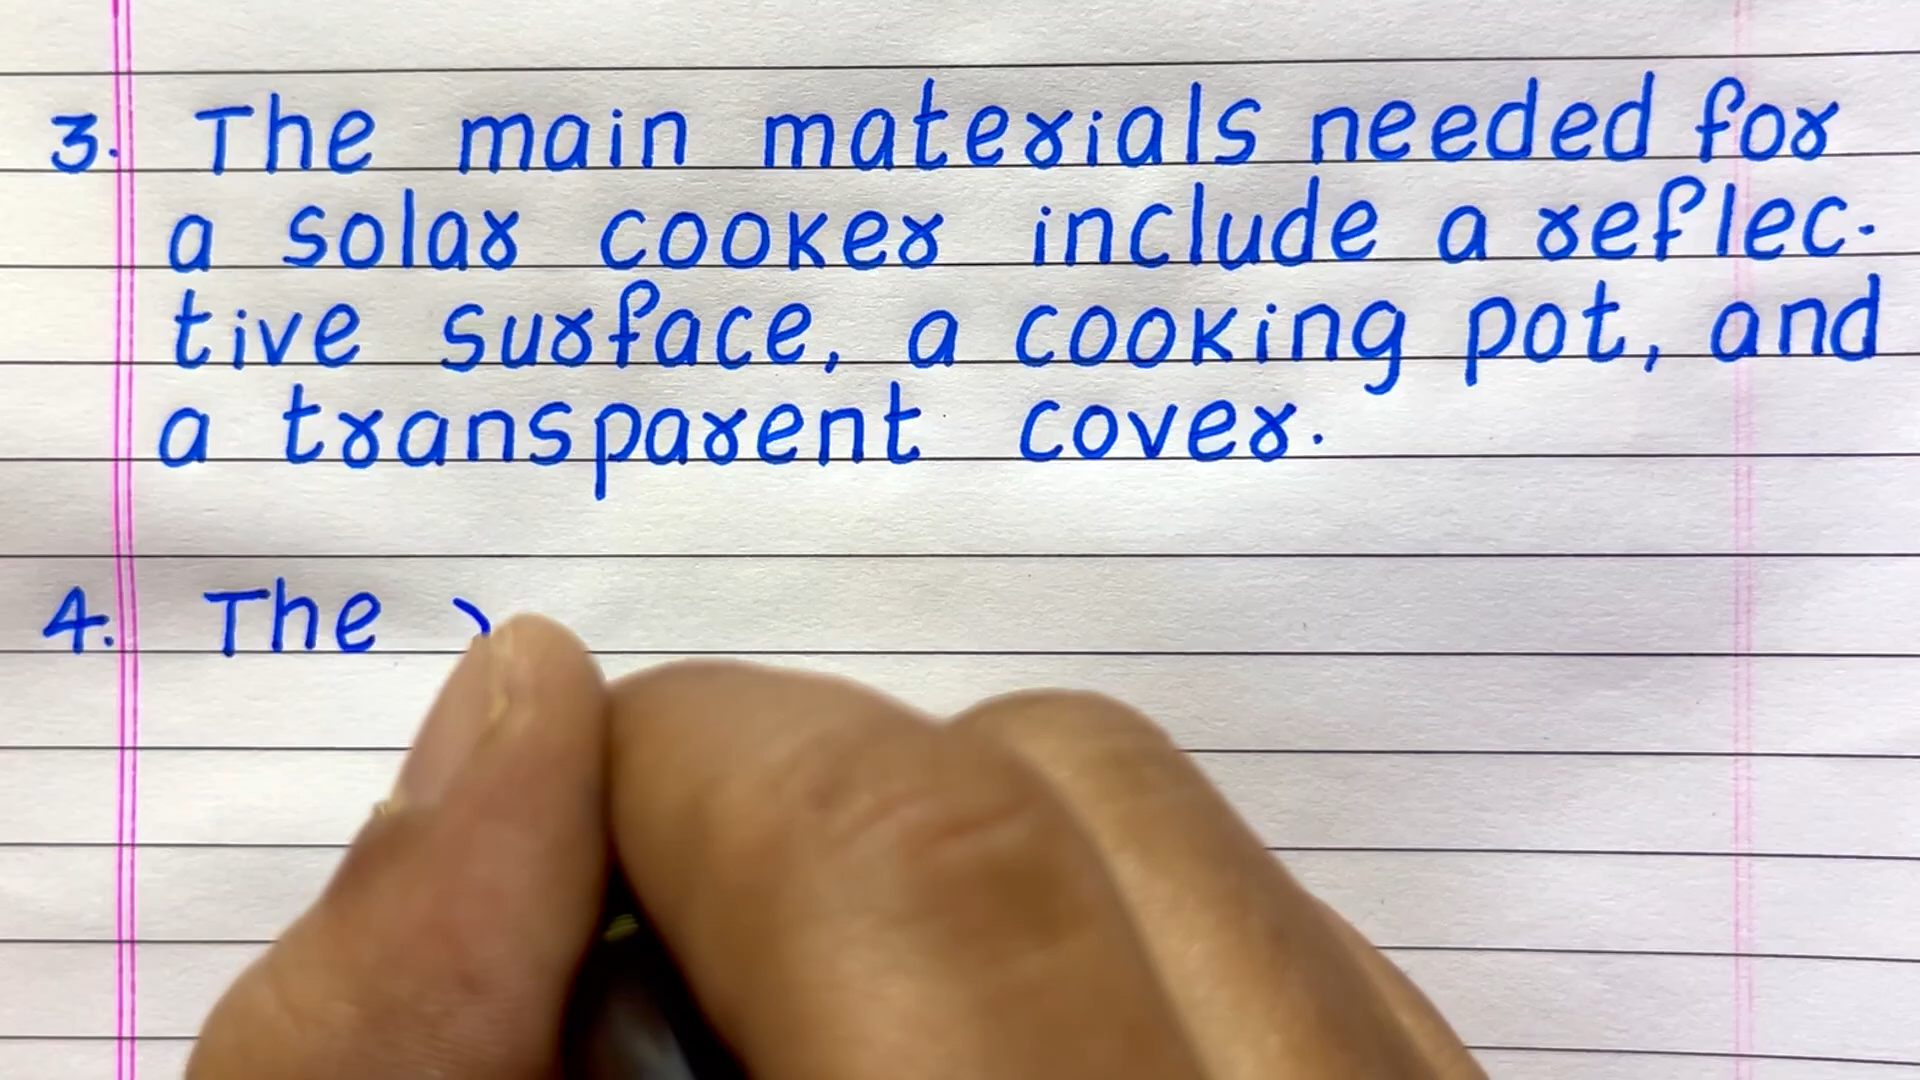 3. The main materials needed for
a solar cooker include a reflec-
tive surface, a cooking pot, and
a transparent cover.
4. The